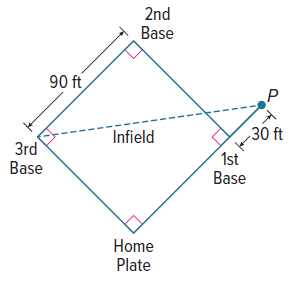 2nd
Base
90 ft
P
30 ft
Infield
3rd
Base
1st
Base
Home
Plate